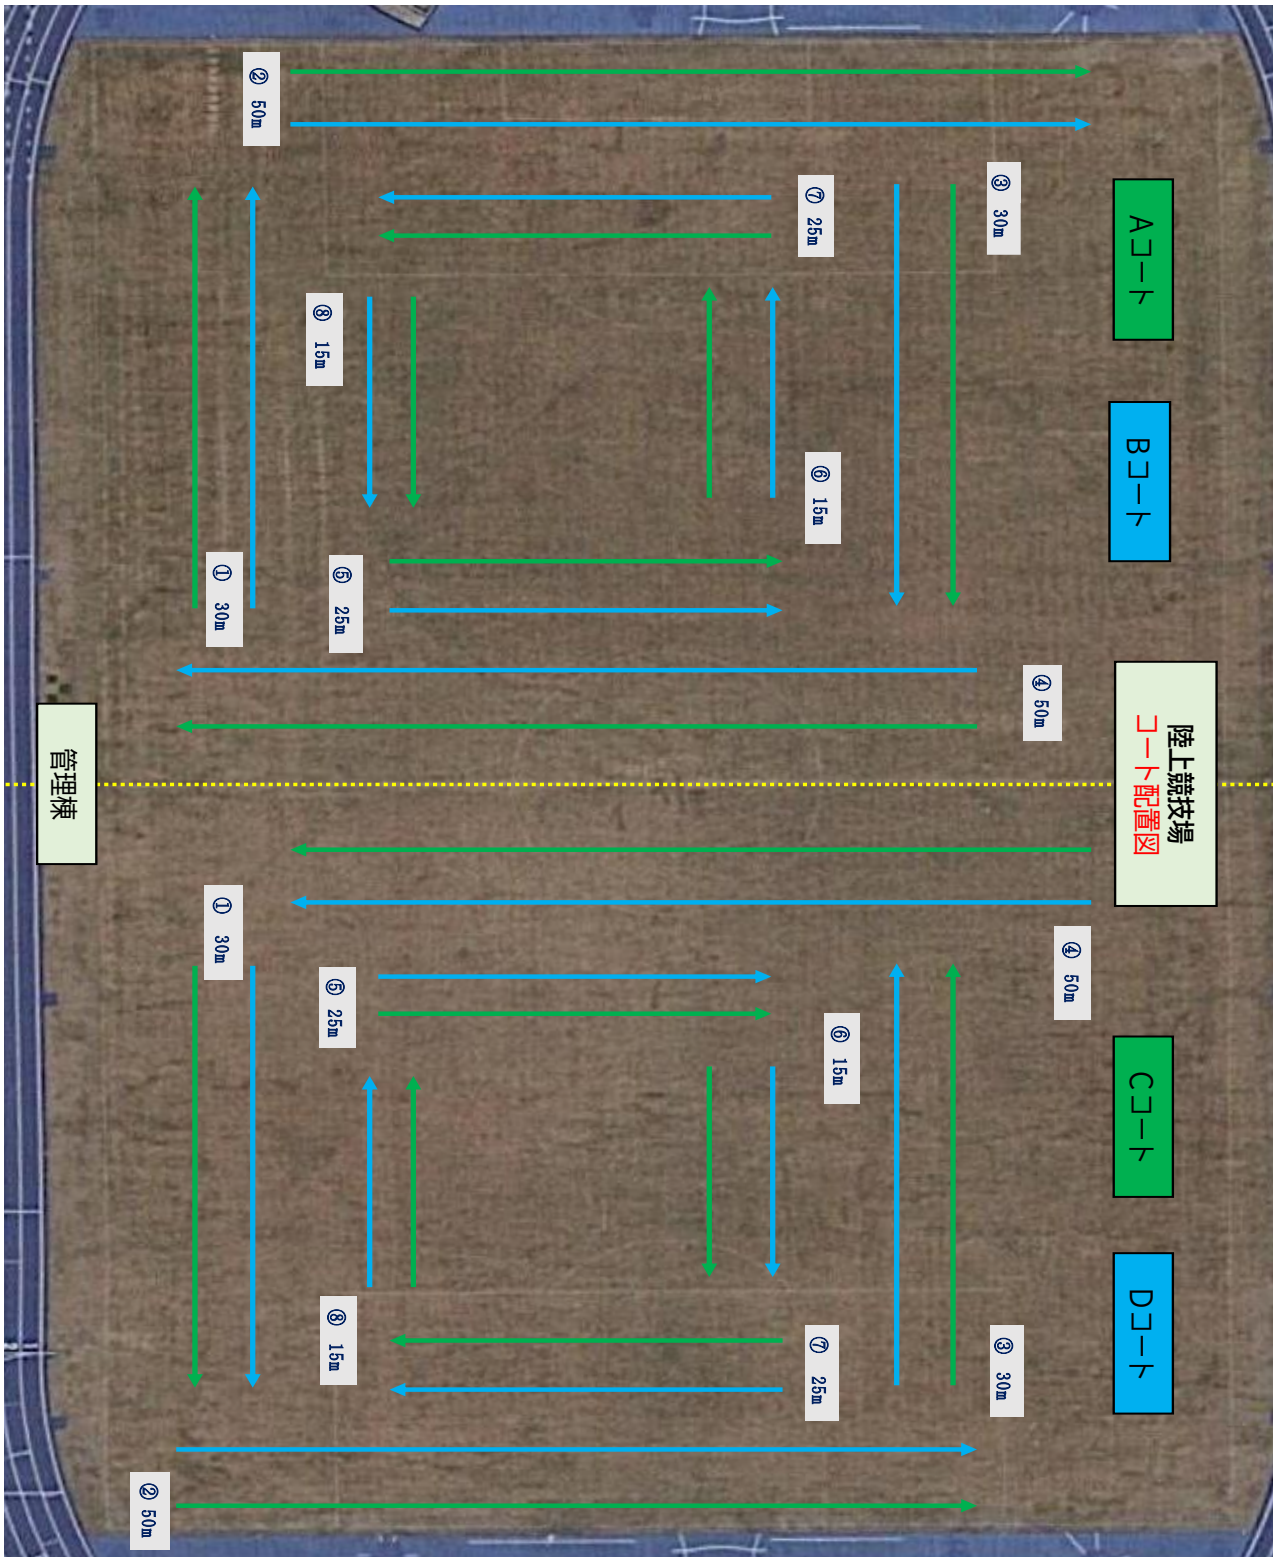 陸上競技場
コート配置図
Aコート
Bコート
Cコート
Dコート
管理棟
① 30m
② 50m
③ 30m
④ 50m
⑤ 25m
⑥ 15m
⑦ 25m
⑧ 15m
① 30m
② 50m
③ 30m
④ 50m
⑤ 25m
⑥ 15m
⑦ 25m
⑧ 15m